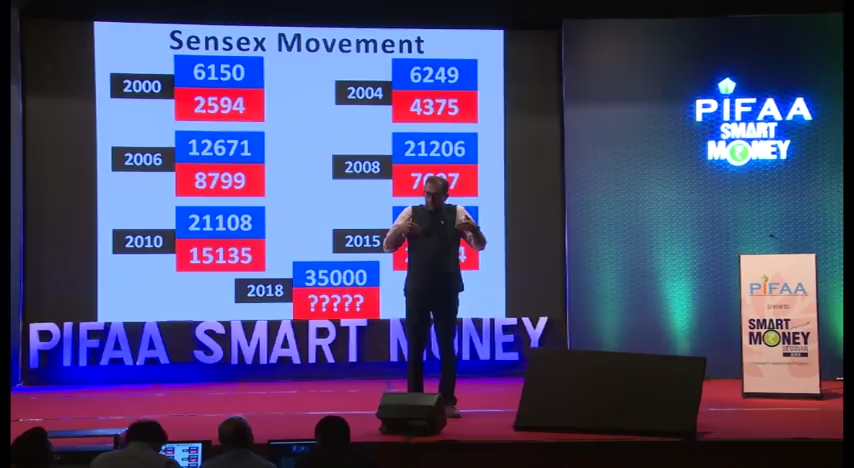 Sensex Movement
2000
6150
2594
2004
6249
4375
2006
12671
8799
2008
21206
2010
21108
15135
2015
2018
35000
?????
PIFAA
SMART
MONEY
PIFAA SMART MONEY
PIFAA
presents
SMART
MONEY
SEMINAR